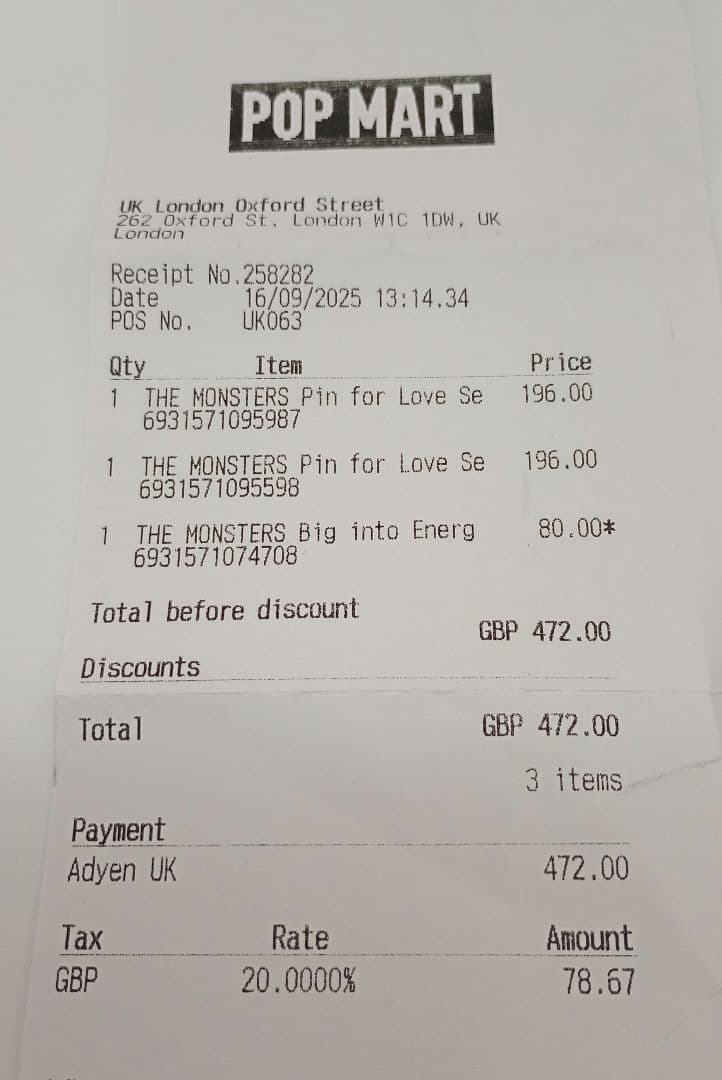 POP MART
UK London Oxford Street
262 Oxford St, London W1C 1DW, UK
London
Receipt No.258282
Date 16/09/2025 13:14.34
POS No. UK063
Qty Item Price
1 THE MONSTERS Pin for Love Se 196.00
6931571095987
1 THE MONSTERS Pin for Love Se 196.00
6931571095598
1 THE MONSTERS Big into Energ 80.00*
6931571074708
Total before discount
GBP 472.00
Discounts
Total GBP 472.00
3 items
Payment
Adyen UK 472.00
Tax Rate Amount
GBP 20.0000% 78.67